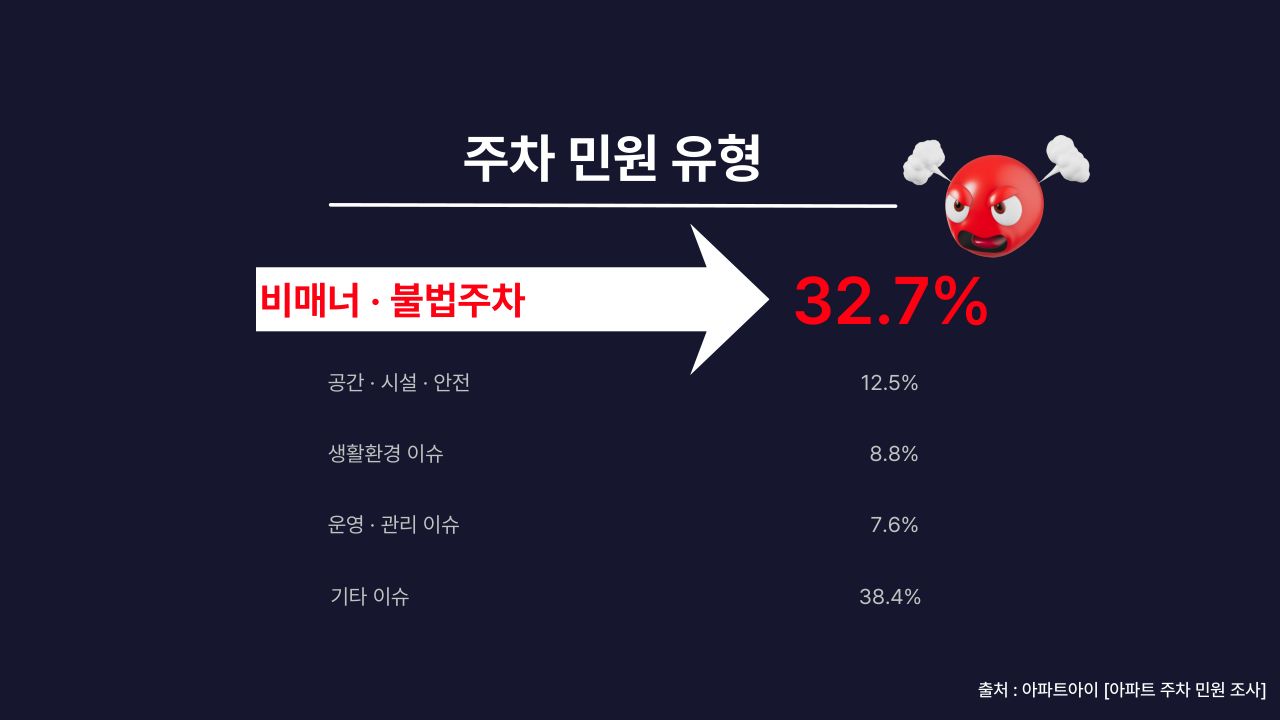 주차 민원 유형
비매너 · 불법주차 32.7%
공간 · 시설 · 안전 12.5%
생활환경 이슈 8.8%
운영 · 관리 이슈 7.6%
기타 이슈 38.4%
출처 : 아파트아이 [아파트 주차 민원 조사]